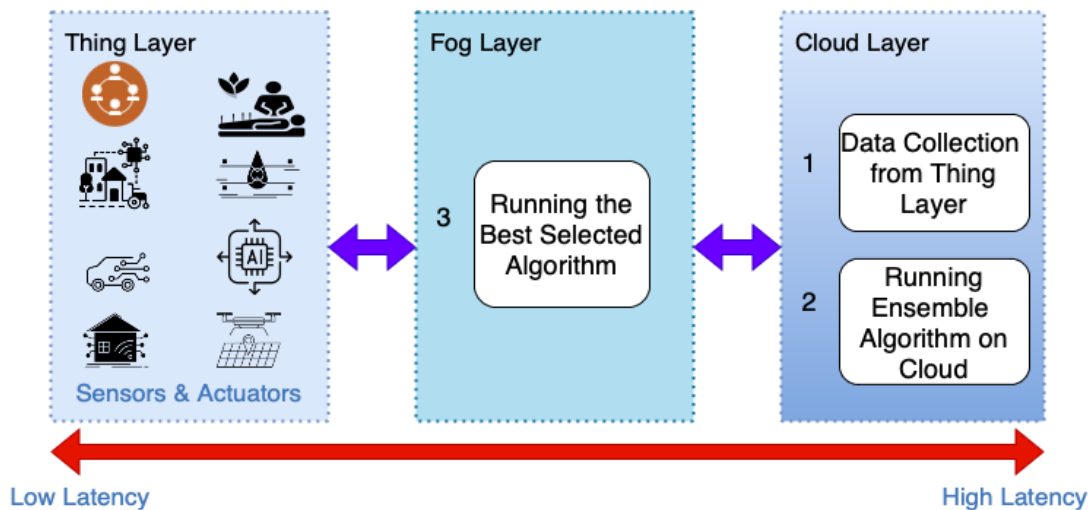 Thing Layer
AI
Sensors & Actuators
Fog Layer
3
Running the
Best Selected
Algorithm
Cloud Layer
1
Data Collection
from Thing
Layer
2
Running
Ensemble
Algorithm on
Cloud
Low Latency
High Latency